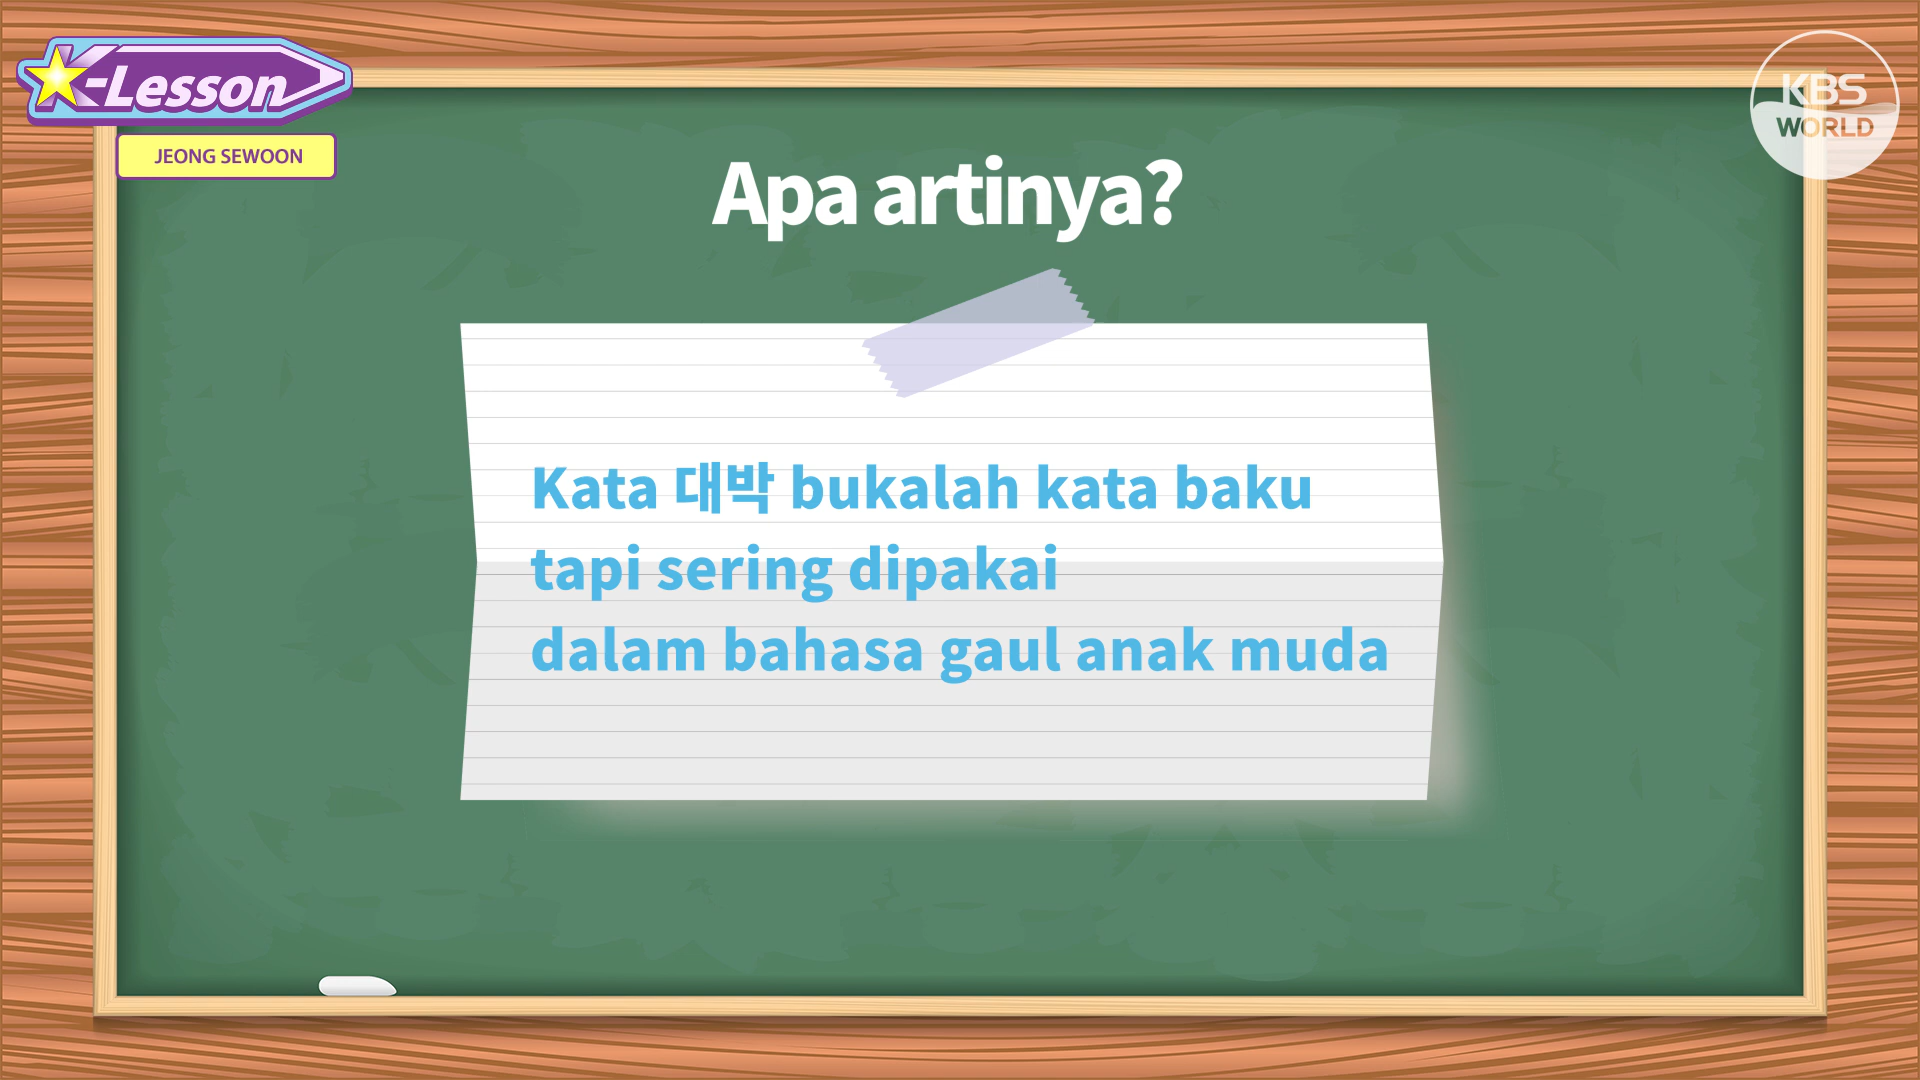 K-Lesson
JEONG SEWOON
KBS
WORLD
Apa artinya?
Kata 대박 bukalah kata baku
tapi sering dipakai
dalam bahasa gaul anak muda